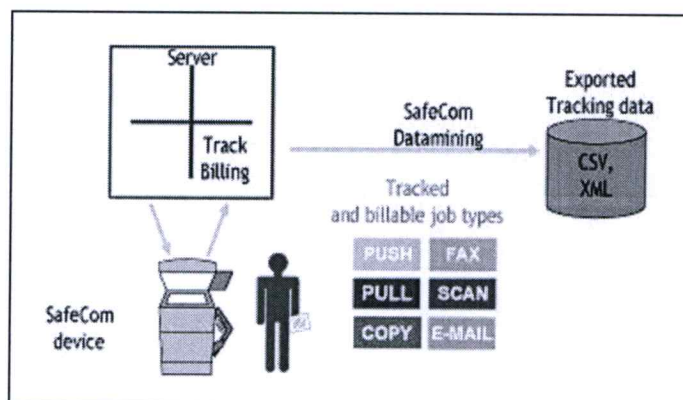 Server
Track
Billing
SafeCom
Datamining
Exported
Tracking data
CSV,
XML
Tracked
and billable job types
PUSH FAX
PULL SCAN
COPY E-MAIL
SafeCom
device